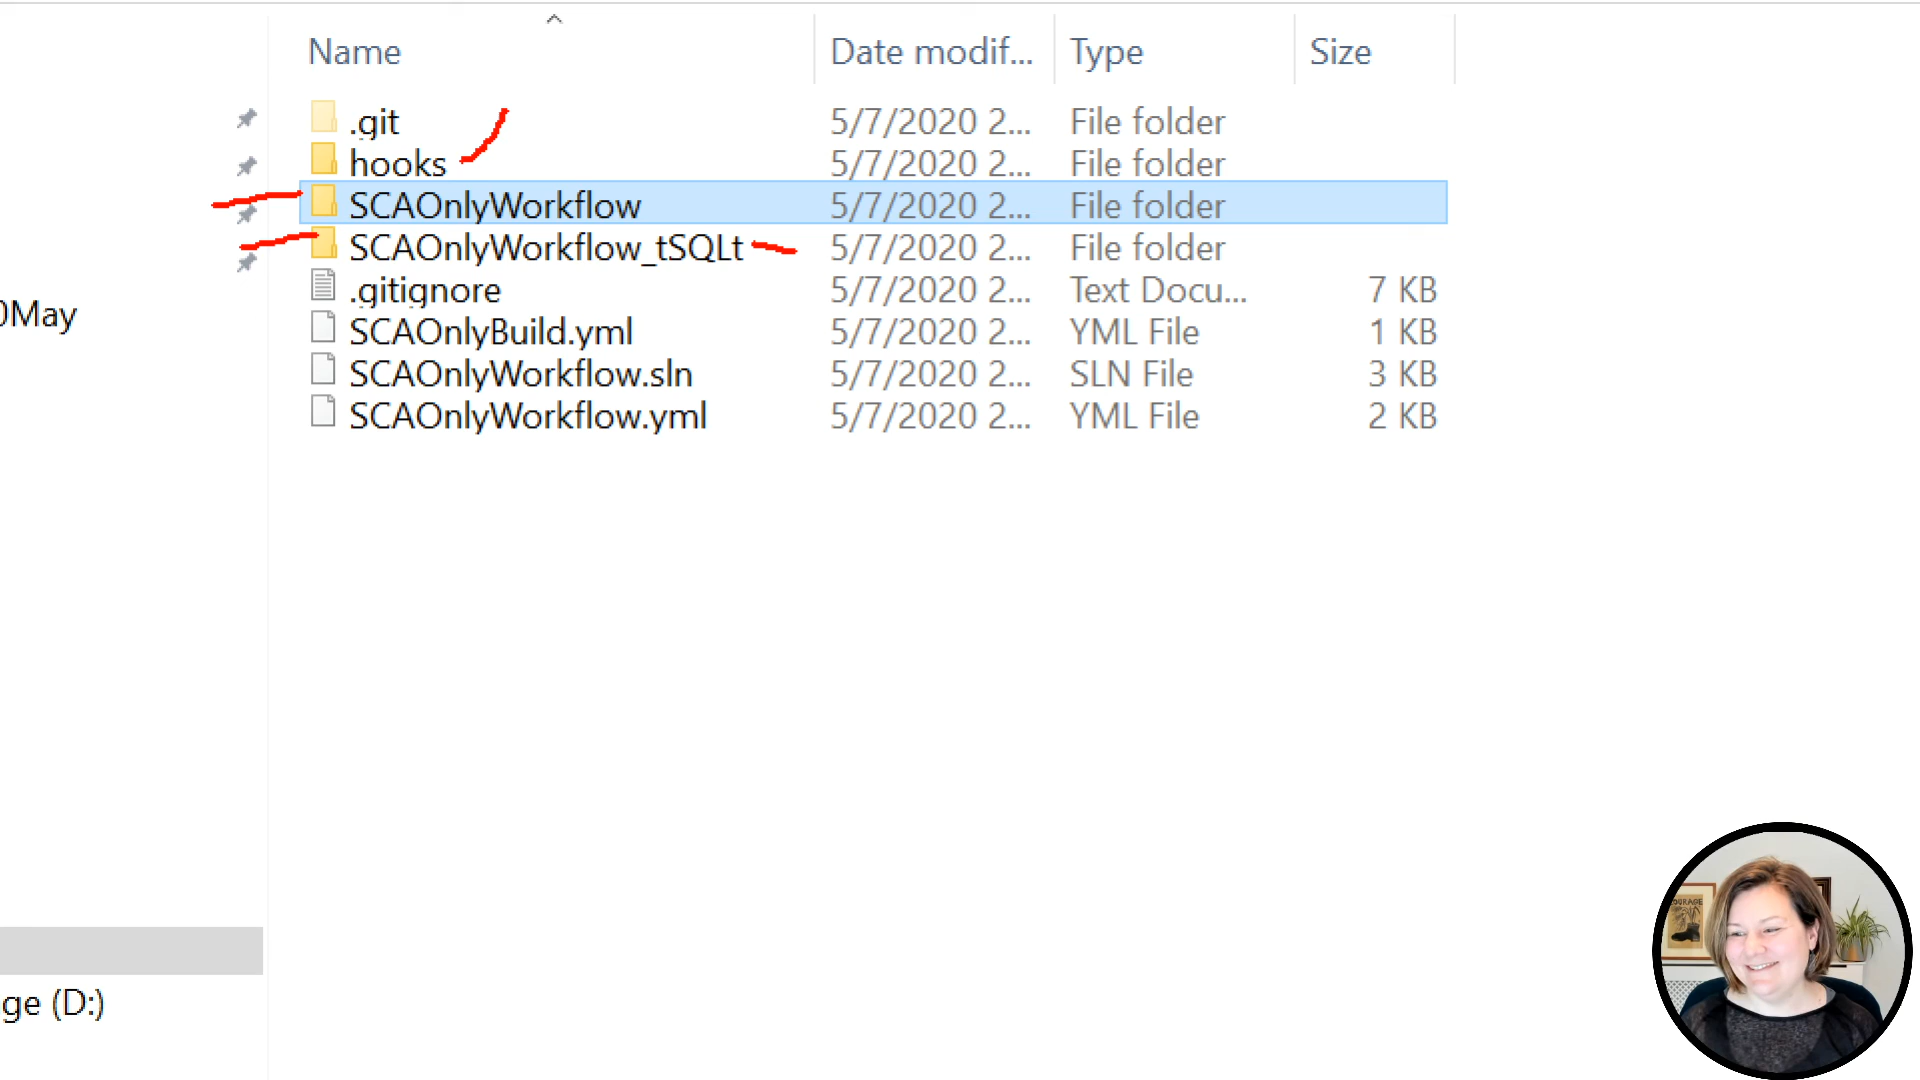 Name Date modif... Type Size
.git 5/7/2020 2... File folder
hooks 5/7/2020 2... File folder
SCAOnlyWorkflow 5/7/2020 2... File folder
SCAOnlyWorkflow_tSQLt 5/7/2020 2... File folder
.gitignore 5/7/2020 2... Text Docu... 7 KB
0May
SCAOnlyBuild.yml 5/7/2020 2... YML File 1 KB
SCAOnlyWorkflow.sln 5/7/2020 2... SLN File 3 KB
SCAOnlyWorkflow.yml 5/7/2020 2... YML File 2 KB
OURAGE
ge (D:)